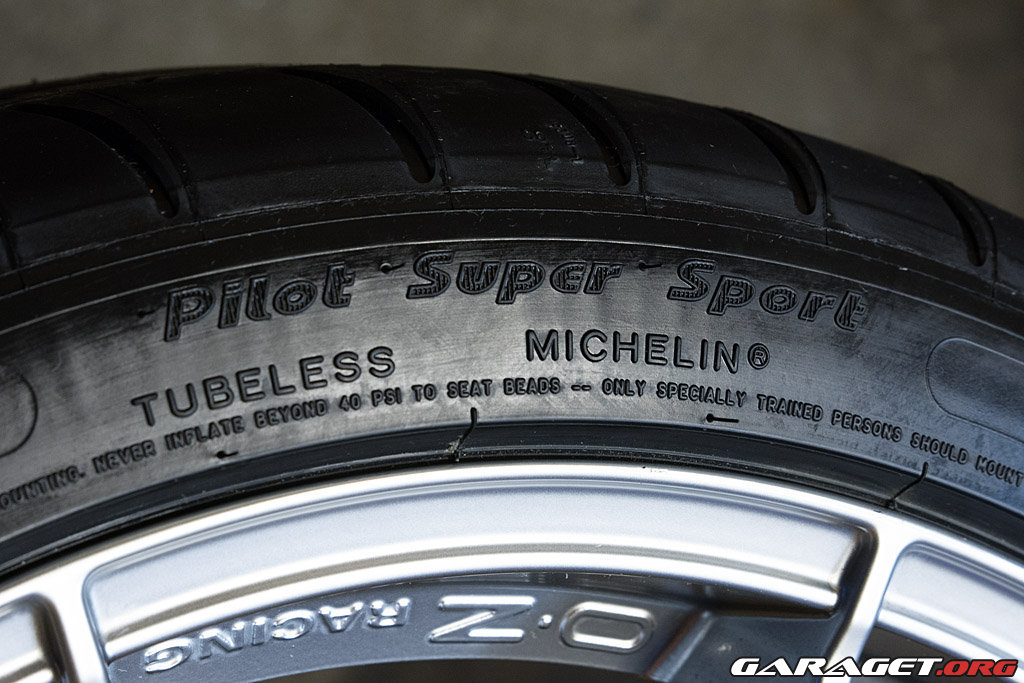 Pilot Super Sport
TUBELESS MICHELIN®
OUNTING. NEVER INFLATE BEYOND 40 PSI TO SEAT BEADS -- ONLY SPECIALLY TRAINED PERSONS SHOULD MOUNT
O.Z RACING
GARAGET.ORG